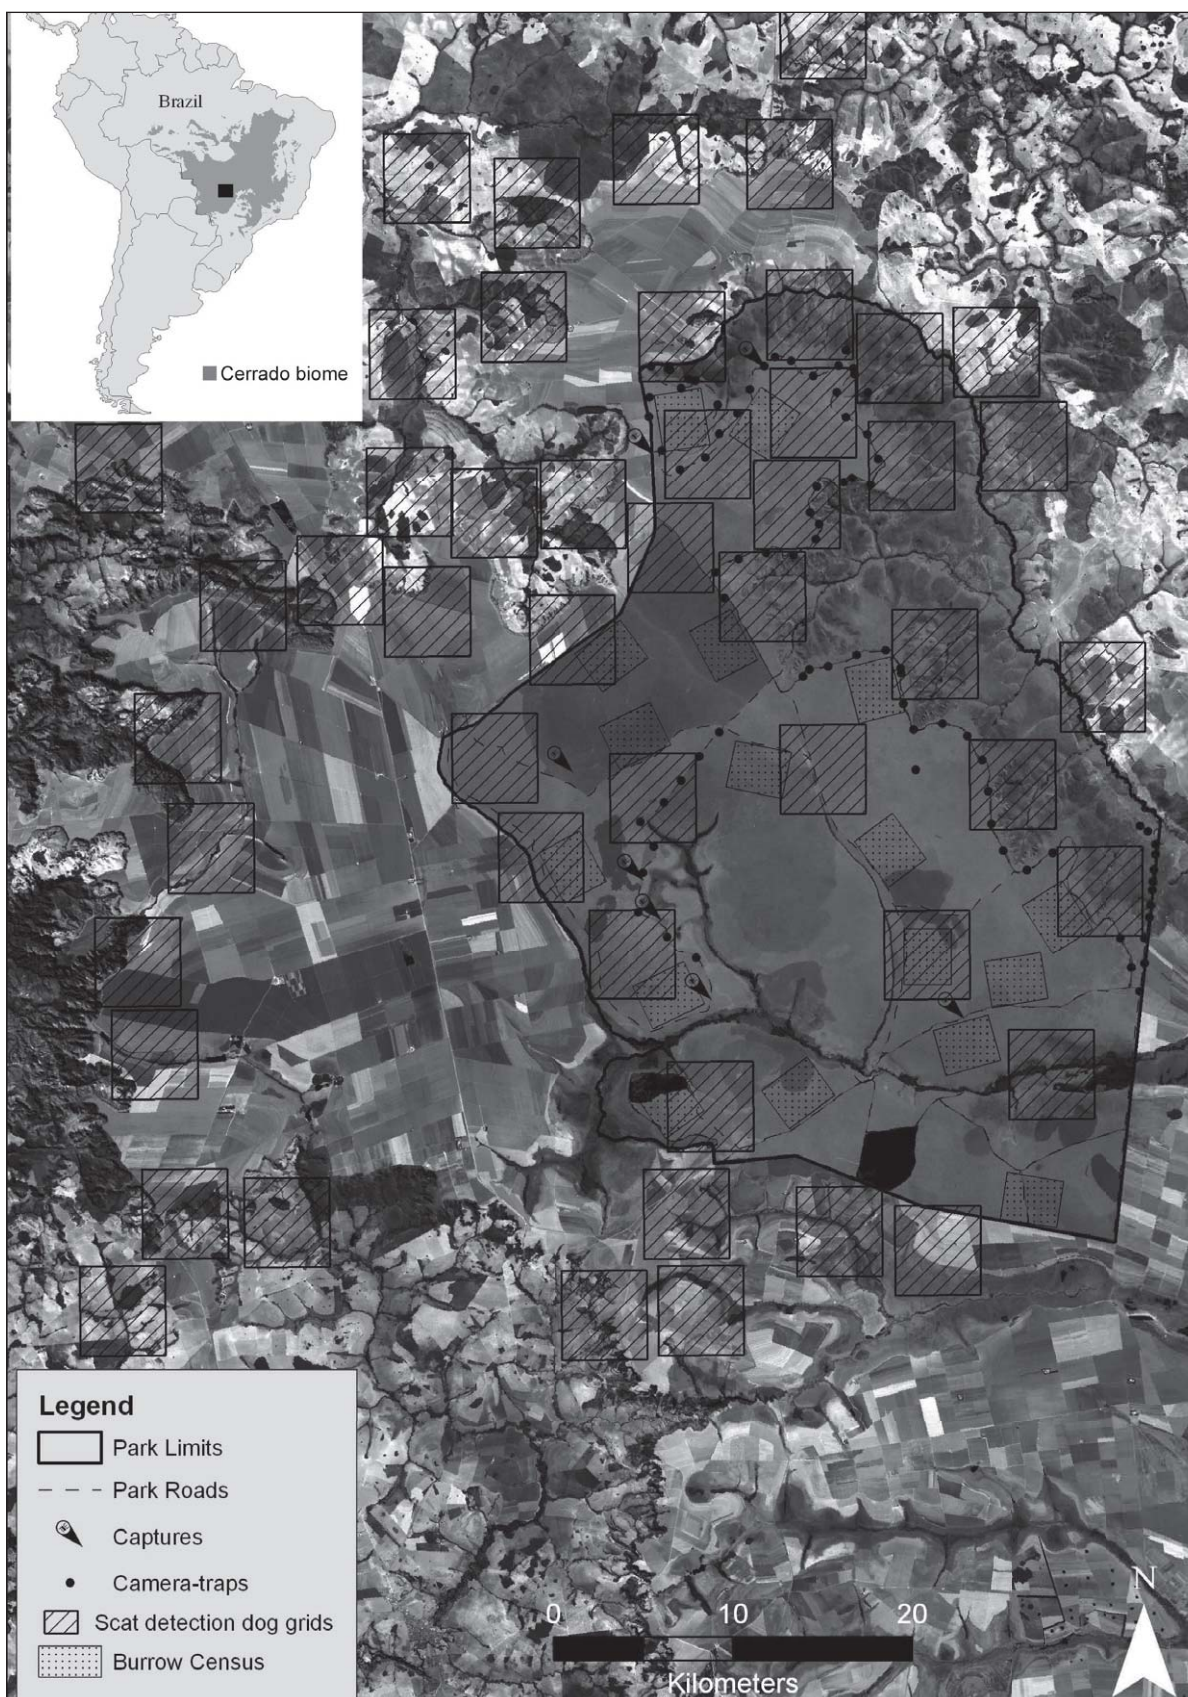 Brazil
Cerrado biome
Legend
Park Limits
Park Roads
Captures
Camera-traps
Scat detection dog grids
Burrow Census
0 10 20
Kilometers
N